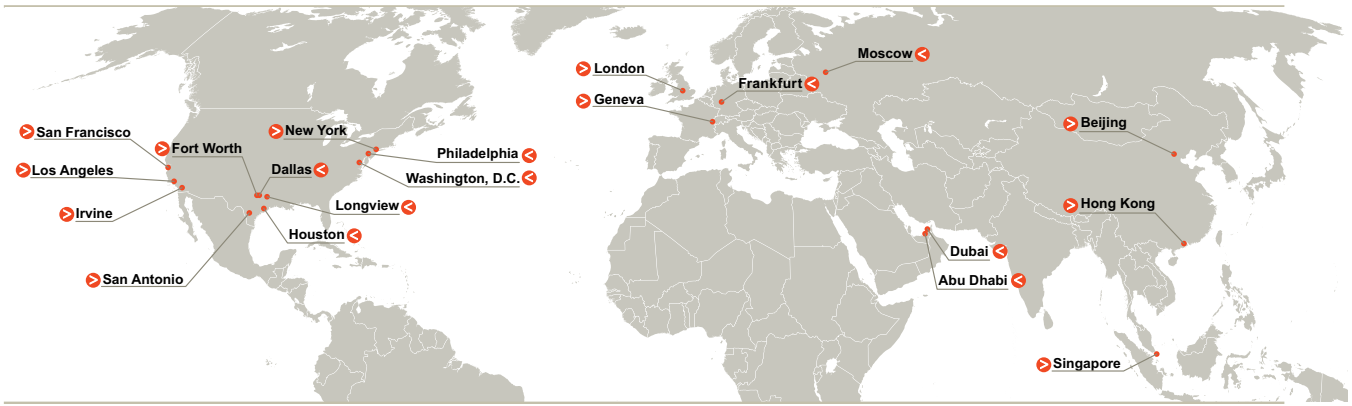 Moscow
London
Frankfurt
Geneva
Beijing
San Francisco
New York
Fort Worth
Philadelphia
Los Angeles
Dallas
Washington, D.C.
Longview
Hong Kong
Irvine
Houston
Dubai
San Antonio
Abu Dhabi
Singapore